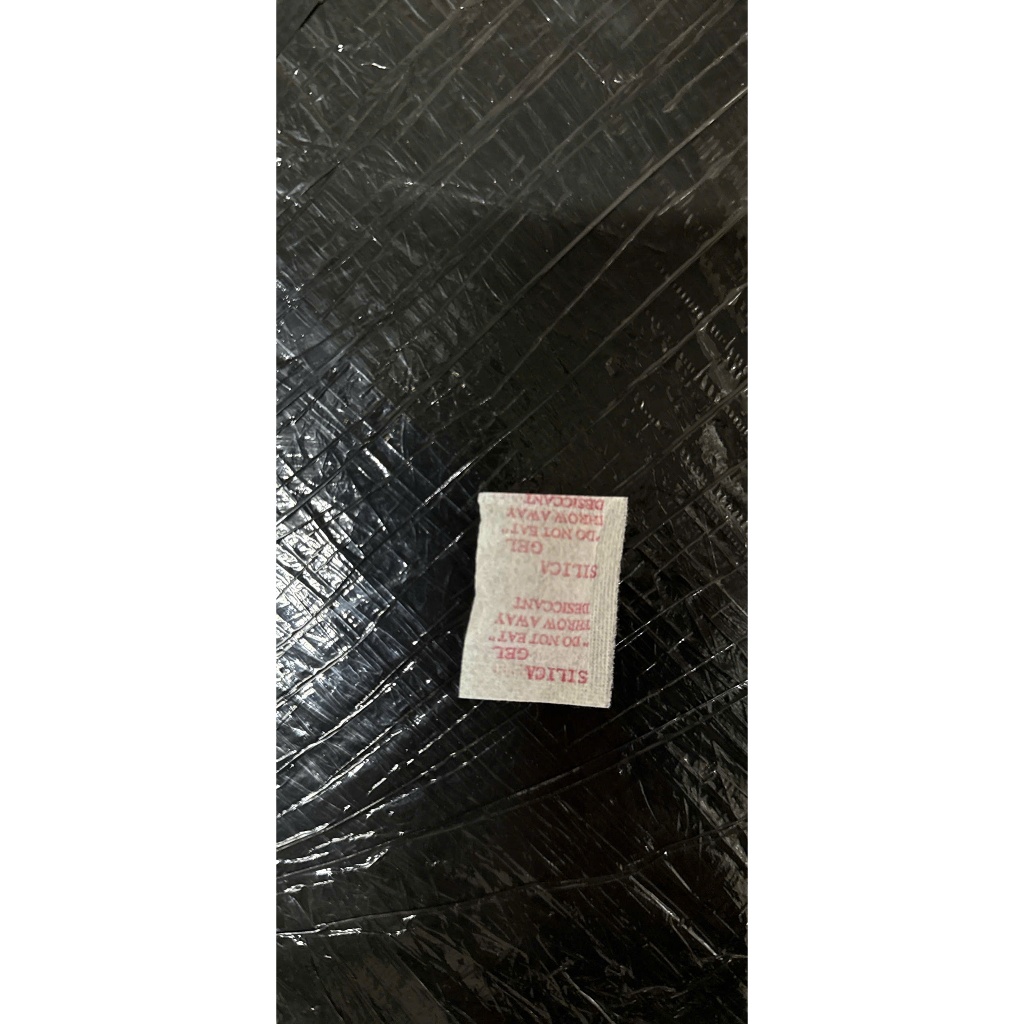 SILICA
GEL
"DO NOT EAT"
THROW AWAY
DESICCANT
SILICA
GEL
"DO NOT EAT"
THROW AWAY
DESICCANT